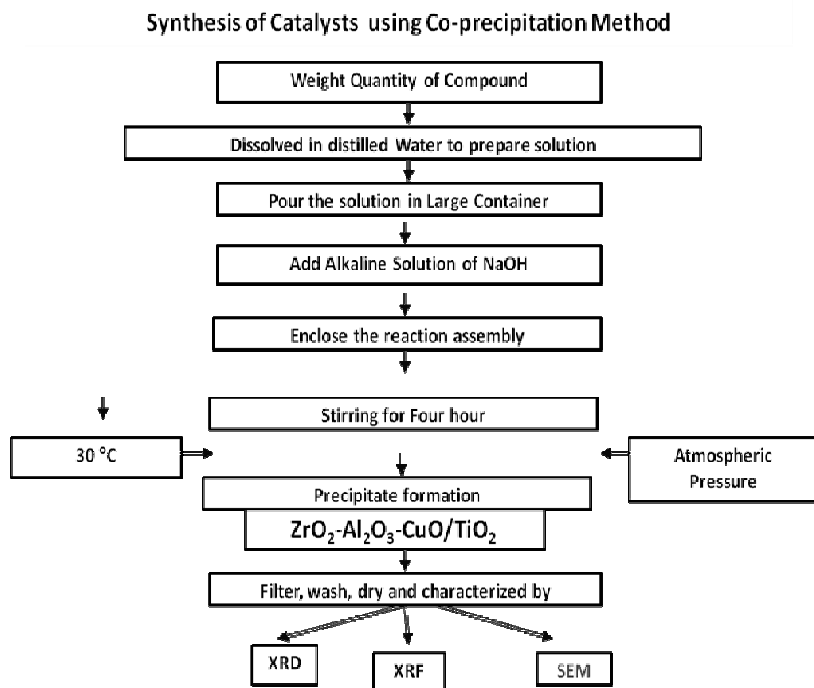 Synthesis of Catalysts using Co-precipitation Method
Weight Quantity of Compound
Dissolved in distilled Water to prepare solution
Pour the solution in Large Container
Add Alkaline Solution of NaOH
Enclose the reaction assembly
Stirring for Four hour
30 °C
Atmospheric
Pressure
Precipitate formation
ZrO₂-Al₂O₃-CuO/TiO₂
Filter, wash, dry and characterized by
XRD
XRF
SEM